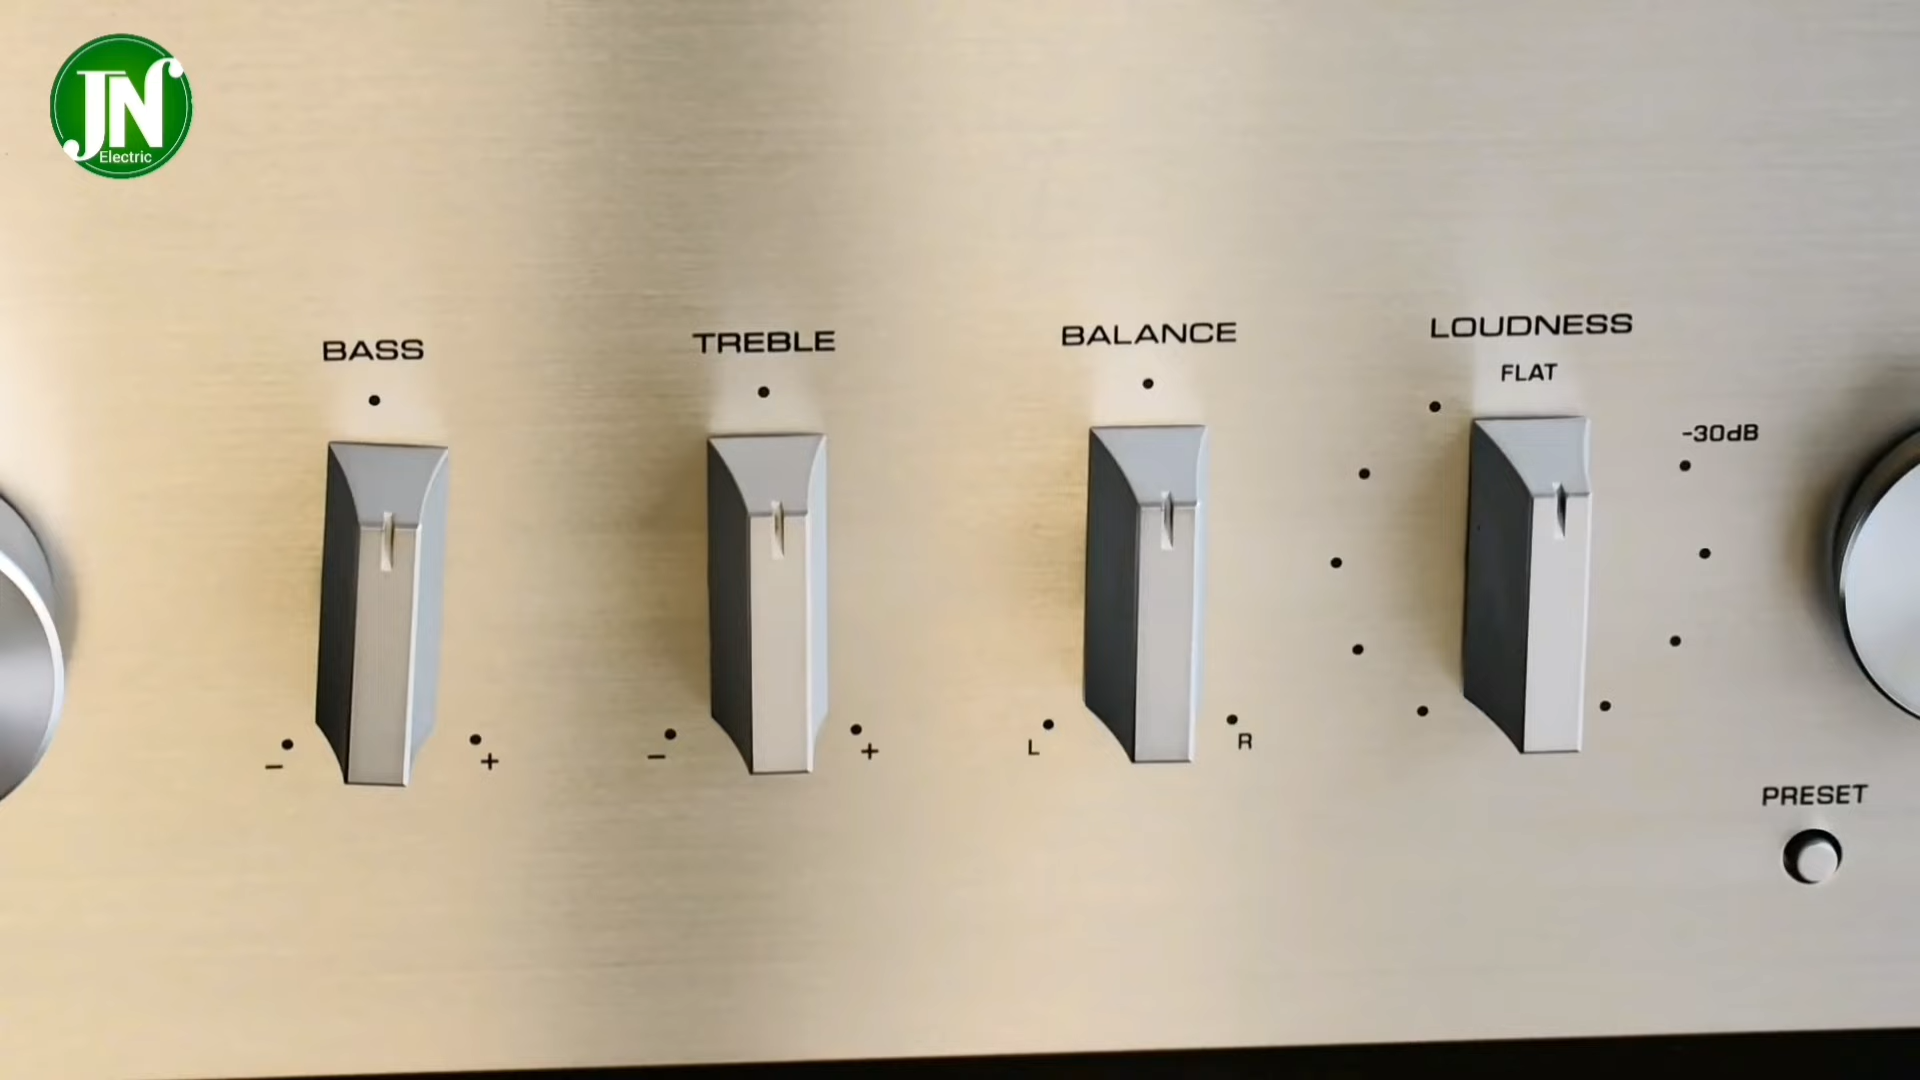 JN
Electric
BASS
TREBLE
BALANCE
LOUDNESS
FLAT
-30dB
- +
- +
L R
PRESET